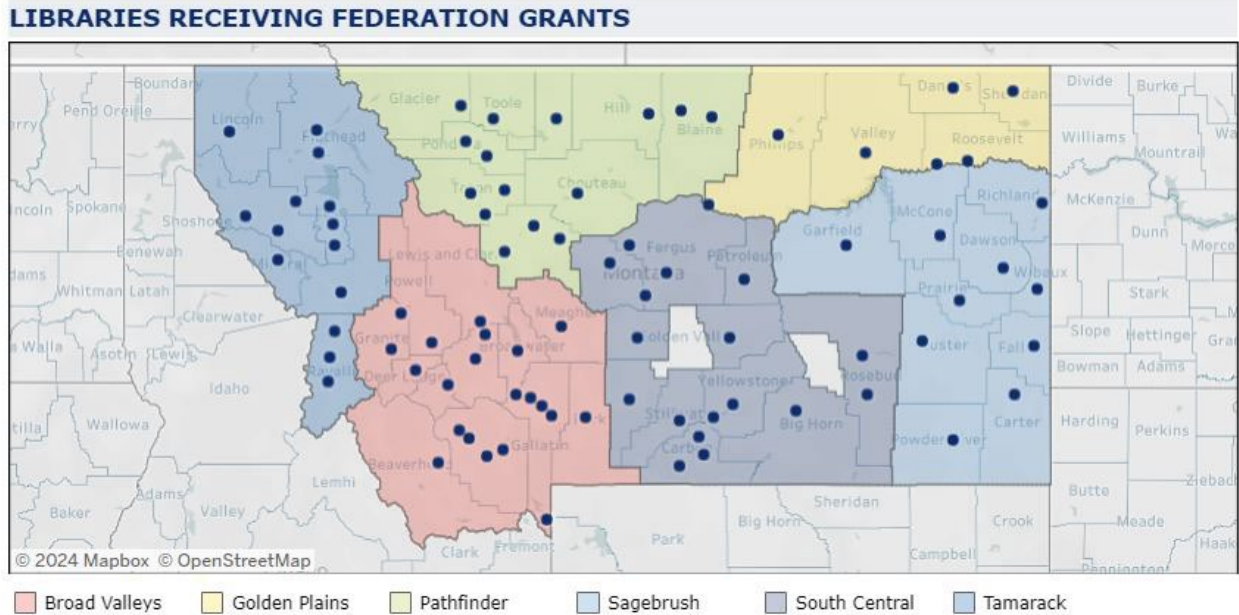 LIBRARIES RECEIVING FEDERATION GRANTS
Boundary
Pend Oreille
Lincoln
Flathead
Glacier
Toole
Hill
Blaine
Phillips
Valley
Daniels
Sheridan
Roosevelt
Divide
Burke
Williams
Mountrail
Pondera
Teton
Chouteau
Richland
McKenzie
McCone
Garfield
Dawson
Dunn
Spokane
Shoshone
Benewah
Mineral
Lewis and Clark
Powell
Fergus
Petroleum
Montana
Prairie
Wibaux
Stark
Whitman
Latah
Clearwater
Meagher
Golden Valley
Granite
Broadwater
Custer
Fallon
Slope
Hettinger
Bowman
Adams
Asotin
Lewis
Idaho
Ravalli
Deer Lodge
Yellowstone
Rosebud
Wallowa
Stillwater
Big Horn
Carter
Harding
Perkins
Gallatin
Carbon
Powder River
Beaverhead
Lemhi
Adams
Valley
Baker
Butte
Meade
Sheridan
Crook
Big Horn
Park
Campbell
Clark
Fremont
Pennington
© 2024 Mapbox © OpenStreetMap
Broad Valleys Golden Plains Pathfinder Sagebrush South Central Tamarack